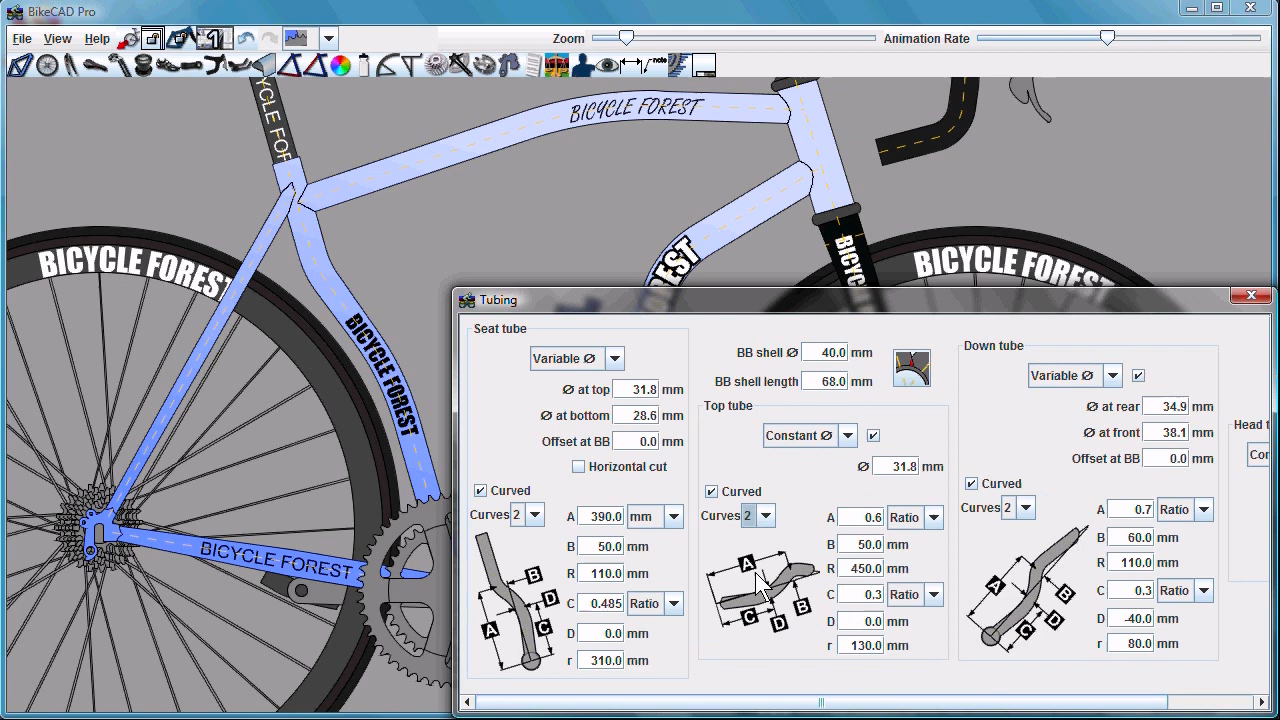 BikeCAD Pro
File View Help
Zoom
Animation Rate
note
BICYCLE FOREST
BICYCLE FOREST
BICYCLE FOREST
BICYCLE FOREST
BICYCLE FOREST
Tubing
Seat tube
Variable Ø
Ø at top 31.8 mm
Ø at bottom 28.6 mm
Offset at BB 0.0 mm
Horizontal cut
Curved
Curves 2
A 390.0 mm
B 50.0 mm
R 110.0 mm
C 0.485 Ratio
D 0.0 mm
r 310.0 mm
A B C D
BB shell Ø 40.0 mm
BB shell length 68.0 mm
Top tube
Constant Ø
Ø 31.8 mm
Curved
Curves 2
A 0.6 Ratio
B 50.0 mm
R 450.0 mm
C 0.3 Ratio
D 0.0 mm
r 130.0 mm
A B C D
Down tube
Variable Ø
Ø at rear 34.9 mm
Ø at front 38.1 mm
Offset at BB 0.0 mm
Curved
Curves 2
A 0.7 Ratio
B 60.0 mm
R 110.0 mm
C 0.3 Ratio
D -40.0 mm
r 80.0 mm
A B C D
Head t
Con